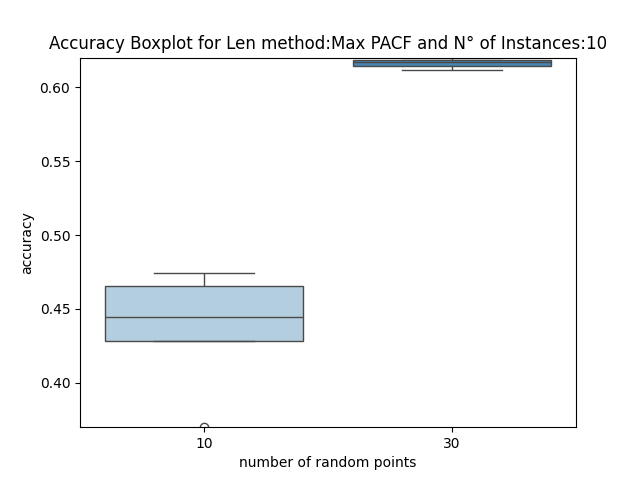 Accuracy Boxplot for Len method:Max PACF and N° of Instances:10
0.60
0.55
0.50
0.45
0.40
accuracy
10 30
number of random points